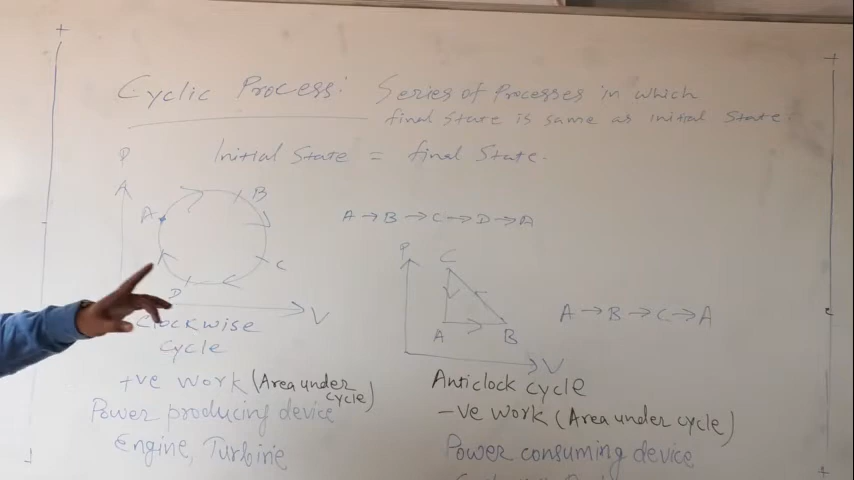 Cyclic Process: Series of Processes in which
final state is same as initial state.
Initial State = final State.
P
A B C D
V
A → B → C → D → A
P
C
A B
V
A → B → C → A
Clockwise
cycle
+ve work (Area under
cycle)
Power producing device
Engine, Turbine
Anticlock cycle
-ve work (Area under cycle)
Power consuming device